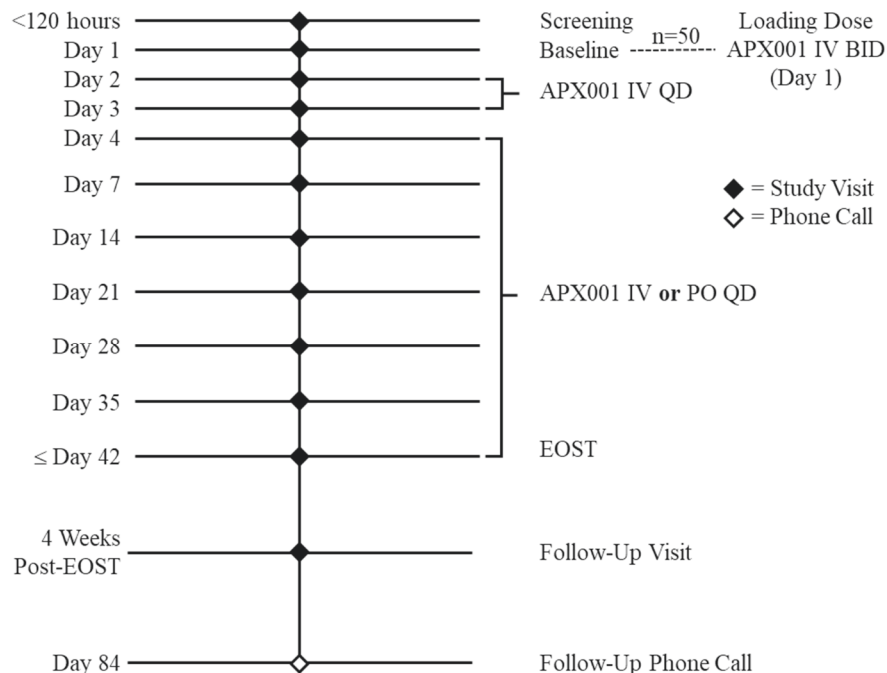 <120 hours
Screening
Loading Dose
Day 1
Baseline
n=50
APX001 IV BID
(Day 1)
Day 2
APX001 IV QD
Day 3
Day 4
Day 7
= Study Visit
= Phone Call
Day 14
Day 21
APX001 IV or PO QD
Day 28
Day 35
≤ Day 42
EOST
4 Weeks
Post-EOST
Follow-Up Visit
Day 84
Follow-Up Phone Call